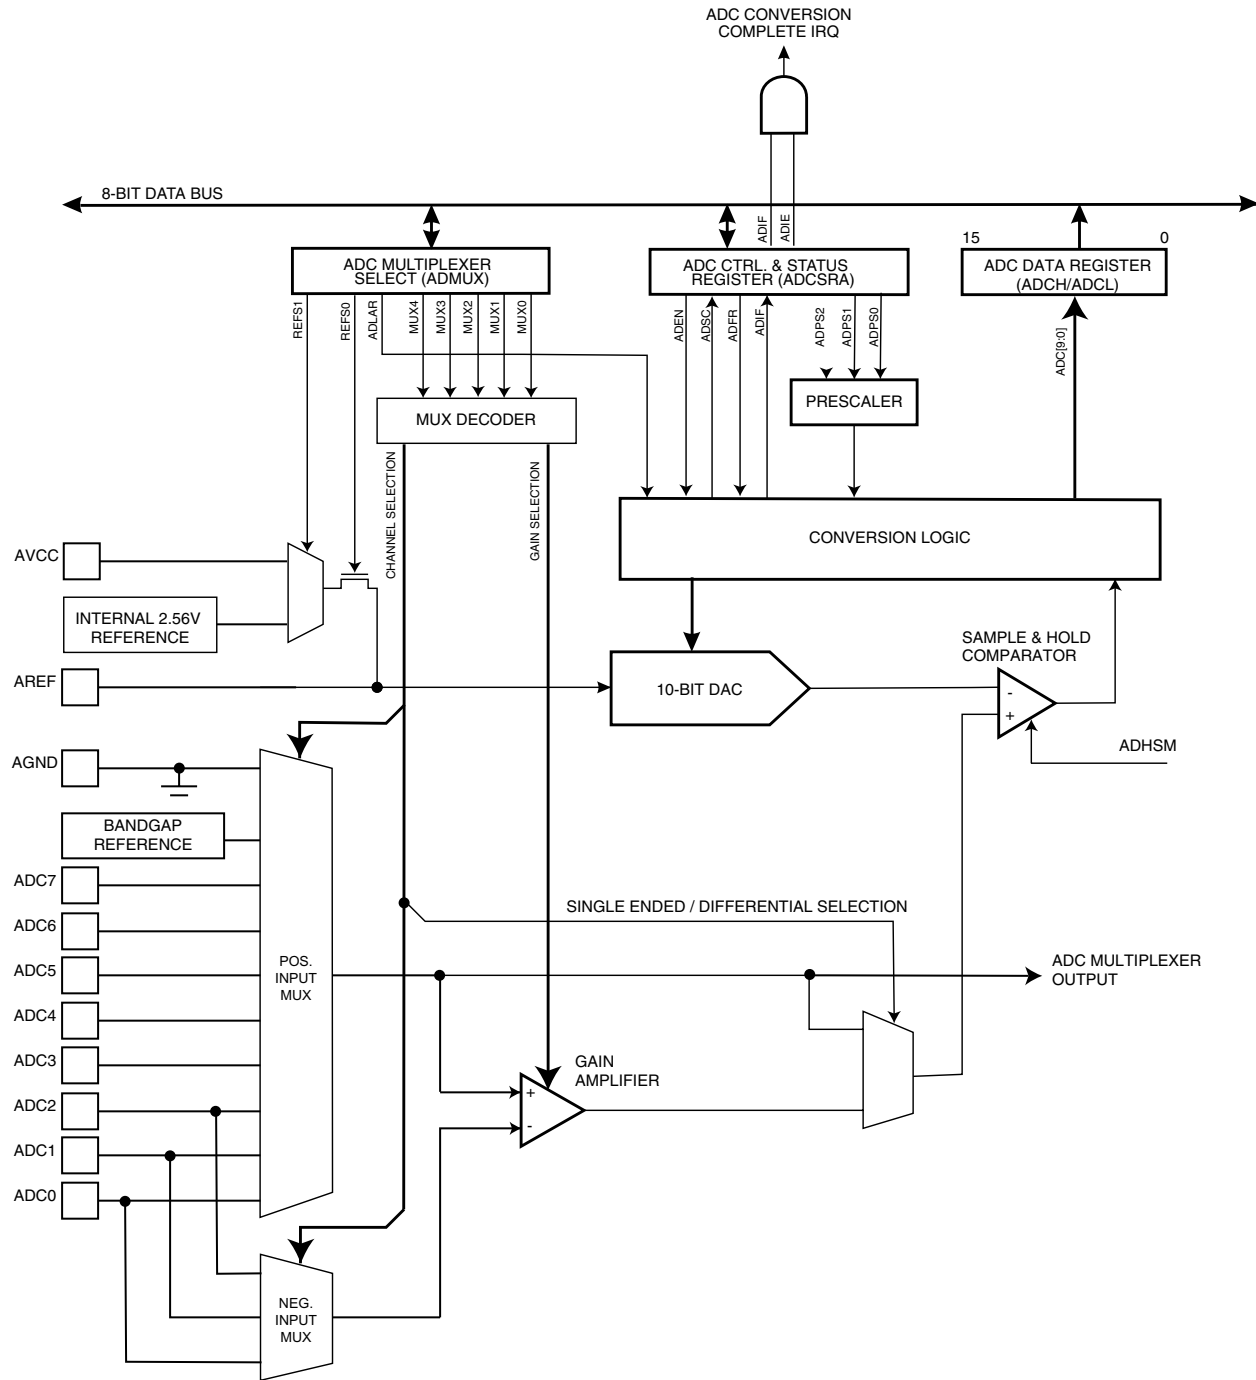 ADC CONVERSION
COMPLETE IRQ
8-BIT DATA BUS
ADIF
ADIE
15
0
ADC MULTIPLEXER
SELECT (ADMUX)
ADC CTRL. & STATUS
REGISTER (ADCSRA)
ADC DATA REGISTER
(ADCH/ADCL)
REFS1
REFS0
ADLAR
MUX4
MUX3
MUX2
MUX1
MUX0
ADEN
ADSC
ADFR
ADIF
ADPS2
ADPS1
ADPS0
ADC[9:0]
PRESCALER
MUX DECODER
CHANNEL SELECTION
GAIN SELECTION
CONVERSION LOGIC
AVCC
INTERNAL 2.56V
REFERENCE
SAMPLE & HOLD
COMPARATOR
AREF
10-BIT DAC
-
+
AGND
ADHSM
BANDGAP
REFERENCE
ADC7
SINGLE ENDED / DIFFERENTIAL SELECTION
ADC6
ADC5
POS.
INPUT
MUX
ADC MULTIPLEXER
OUTPUT
ADC4
ADC3
GAIN
AMPLIFIER
+
-
ADC2
ADC1
ADC0
NEG.
INPUT
MUX